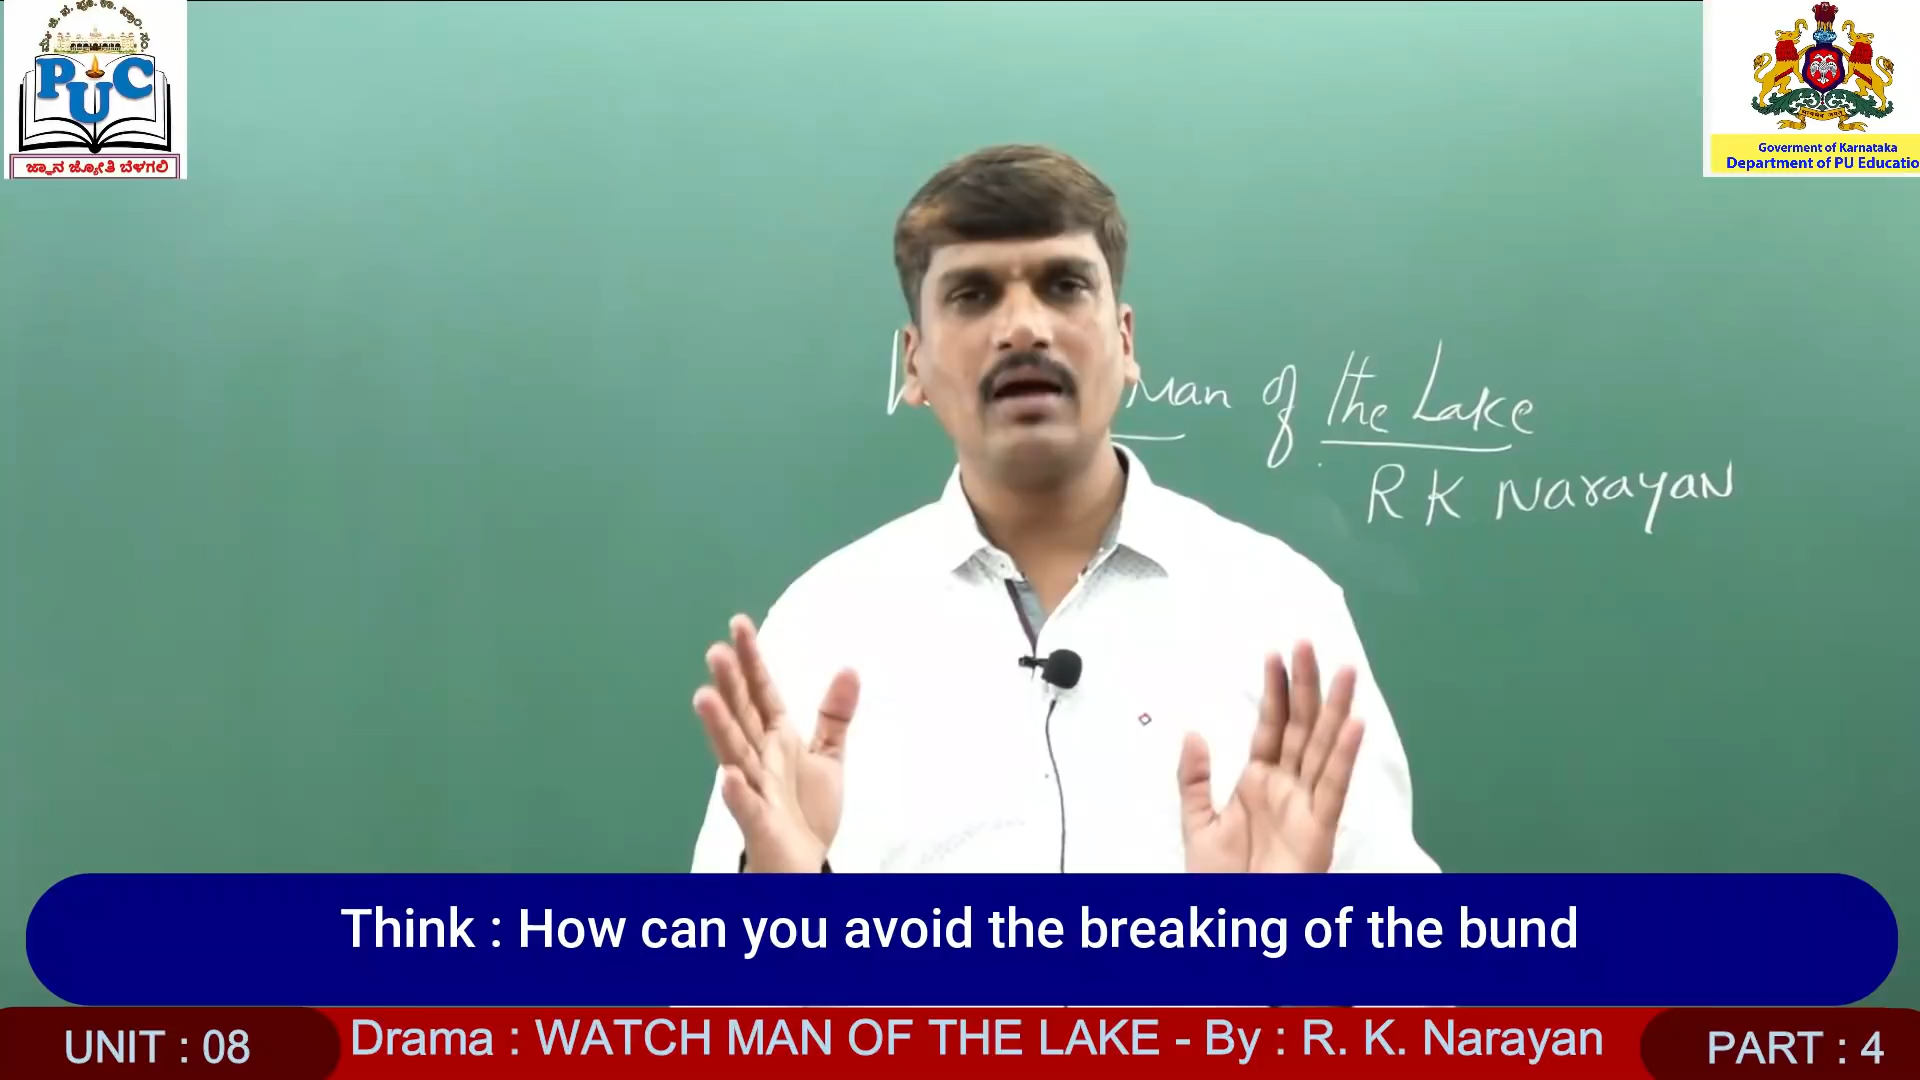 PUC
ಜ್ಞಾನ ಜ್ಯೋತಿ ಬೆಳಗಲಿ
Goverment of Karnataka
Department of PU Educatio
Man of the Lake
R K Narayan
Think : How can you avoid the breaking of the bund
UNIT : 08
Drama : WATCH MAN OF THE LAKE - By : R. K. Narayan
PART : 4